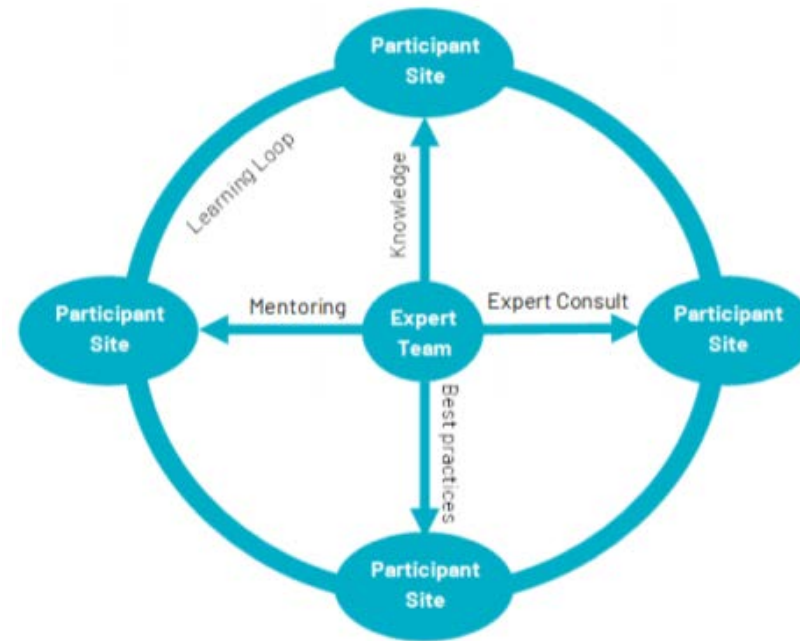 Participant
Site
Learning Loop
Knowledge
Participant
Site
Mentoring
Expert
Team
Expert Consult
Participant
Site
Best practices
Participant
Site